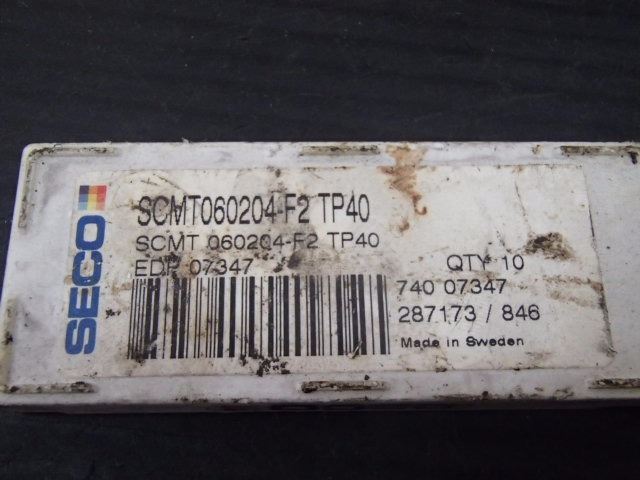 SECO
SCMT060204-F2 TP40
SCMT 060204-F2 TP40
EDP 07347
QTY 10
740 07347
287173 / 846
Made in Sweden